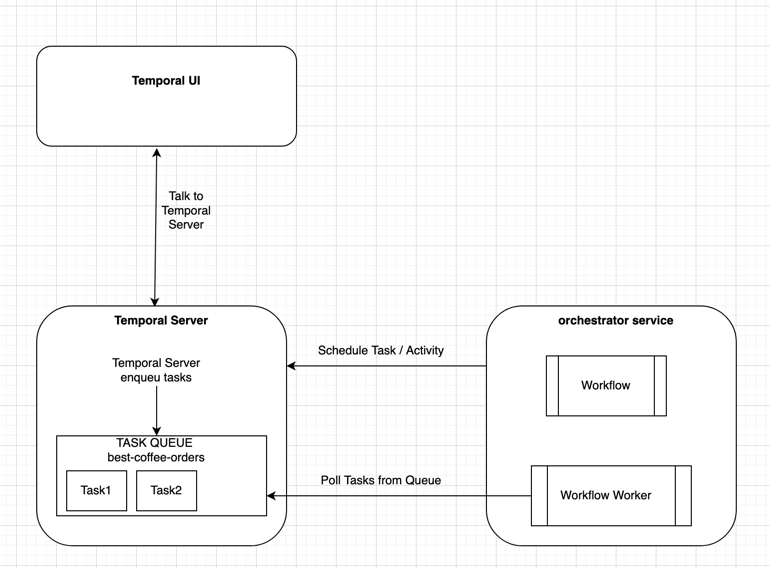 Temporal UI
Talk to
Temporal
Server
Temporal Server
orchestrator service
Temporal Server
enqueu tasks
Schedule Task / Activity
Workflow
TASK QUEUE
best-coffee-orders
Task1
Task2
Poll Tasks from Queue
Workflow Worker